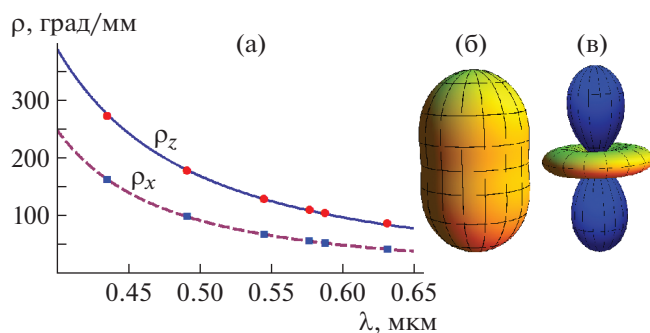 ρ, град/мм
(а)
(б)
(в)
300
200
100
ρz
ρx
0.45
0.50
0.55
0.60
0.65
λ, мкм